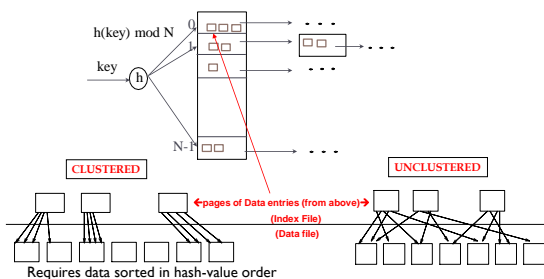 0
h(key) mod N
1
key
h
N-1
CLUSTERED
UNCLUSTERED
pages of Data entries (from above)
(Index File)
(Data file)
Requires data sorted in hash-value order